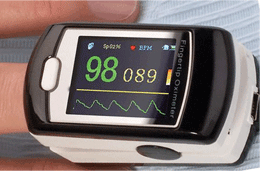 SpO2% ♥ BPM
98 089
Fingertip Oximeter